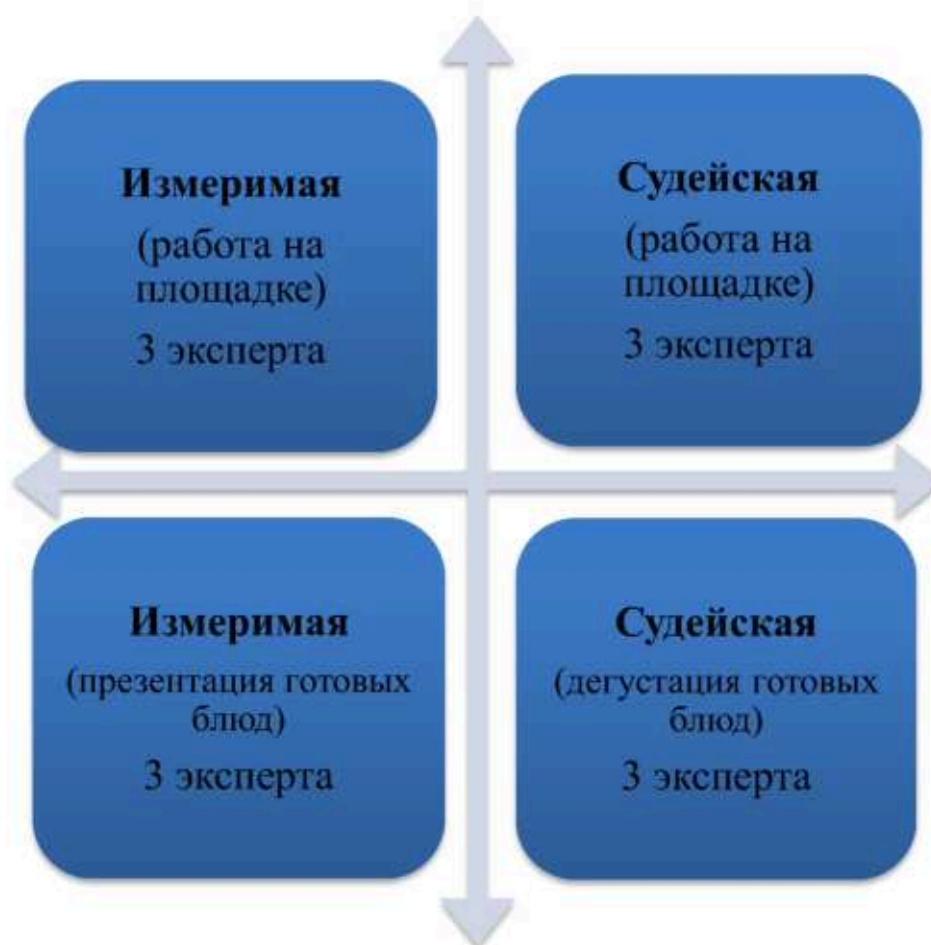 Измеримая
(работа на
площадке)
3 эксперта
Судейская
(работа на
площадке)
3 эксперта
Измеримая
(презентация готовых
блюд)
3 эксперта
Судейская
(дегустация готовых
блюд)
3 эксперта